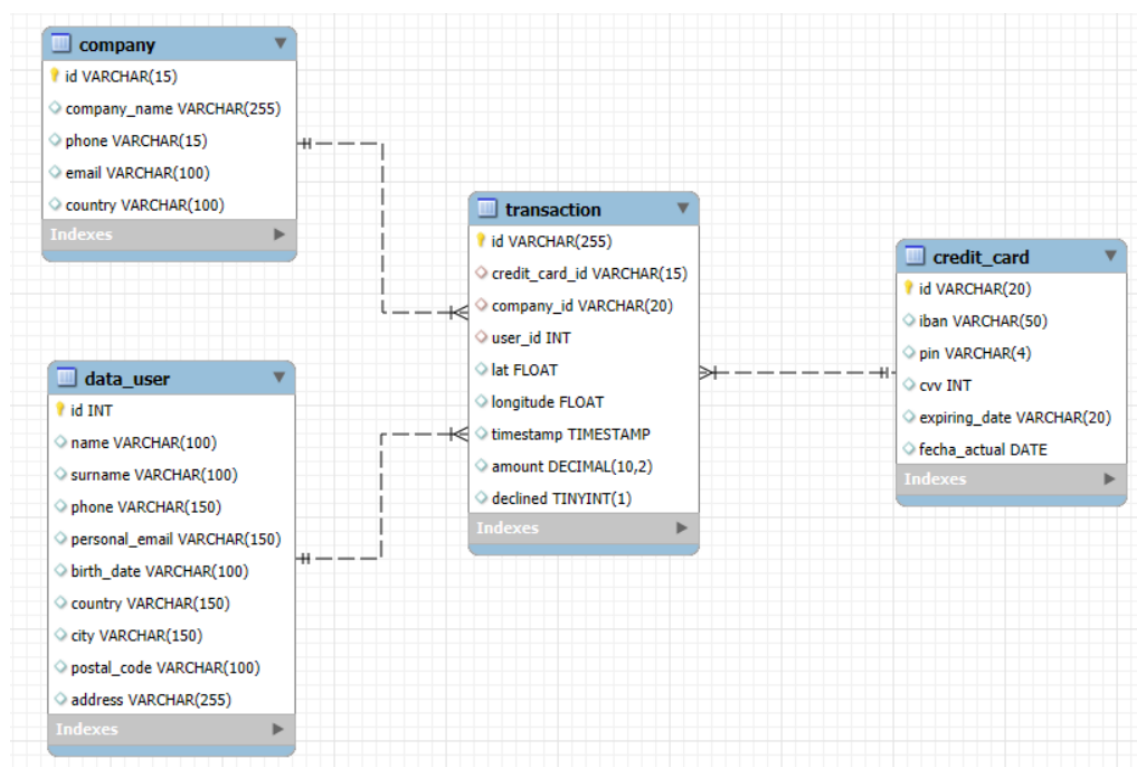 company
id VARCHAR(15)
company_name VARCHAR(255)
phone VARCHAR(15)
email VARCHAR(100)
country VARCHAR(100)
Indexes
data_user
id INT
name VARCHAR(100)
surname VARCHAR(100)
phone VARCHAR(150)
personal_email VARCHAR(150)
birth_date VARCHAR(100)
country VARCHAR(150)
city VARCHAR(150)
postal_code VARCHAR(100)
address VARCHAR(255)
Indexes
transaction
id VARCHAR(255)
credit_card_id VARCHAR(15)
company_id VARCHAR(20)
user_id INT
lat FLOAT
longitude FLOAT
timestamp TIMESTAMP
amount DECIMAL(10,2)
declined TINYINT(1)
Indexes
credit_card
id VARCHAR(20)
iban VARCHAR(50)
pin VARCHAR(4)
cvv INT
expiring_date VARCHAR(20)
fecha_actual DATE
Indexes